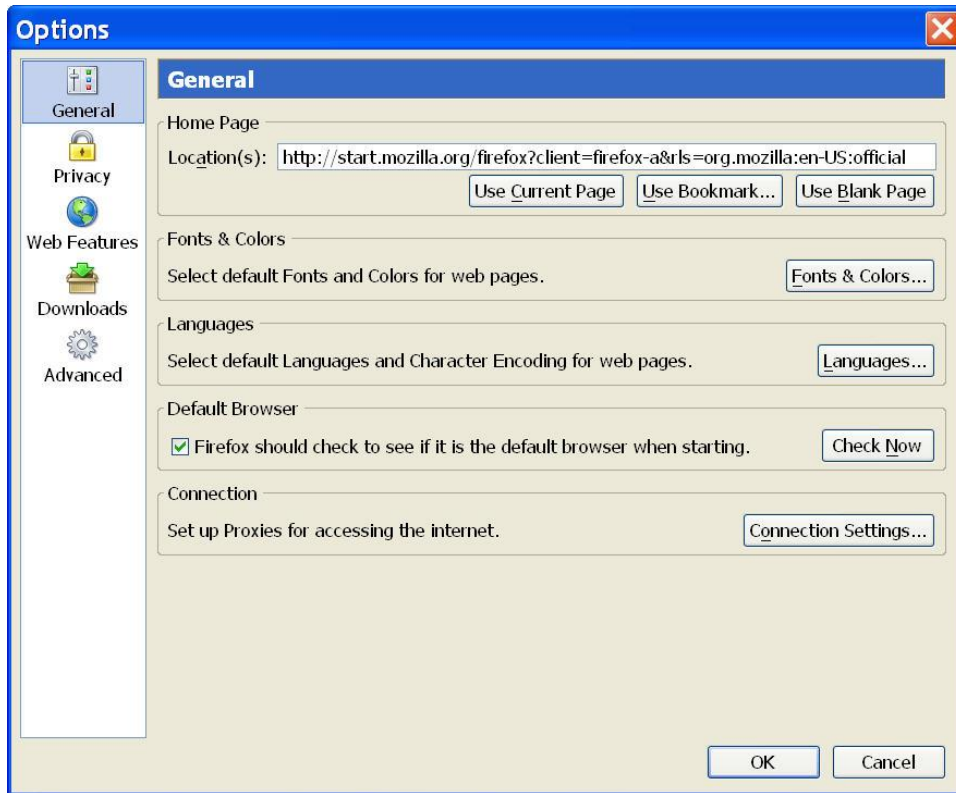 Options
General
Privacy
Web Features
Downloads
Advanced
General
Home Page
Location(s): http://start.mozilla.org/firefox?client=firefox-a&rls=org.mozilla:en-US:official
Use Current Page Use Bookmark... Use Blank Page
Fonts & Colors
Select default Fonts and Colors for web pages. Fonts & Colors...
Languages
Select default Languages and Character Encoding for web pages. Languages...
Default Browser
Firefox should check to see if it is the default browser when starting. Check Now
Connection
Set up Proxies for accessing the internet. Connection Settings...
OK Cancel